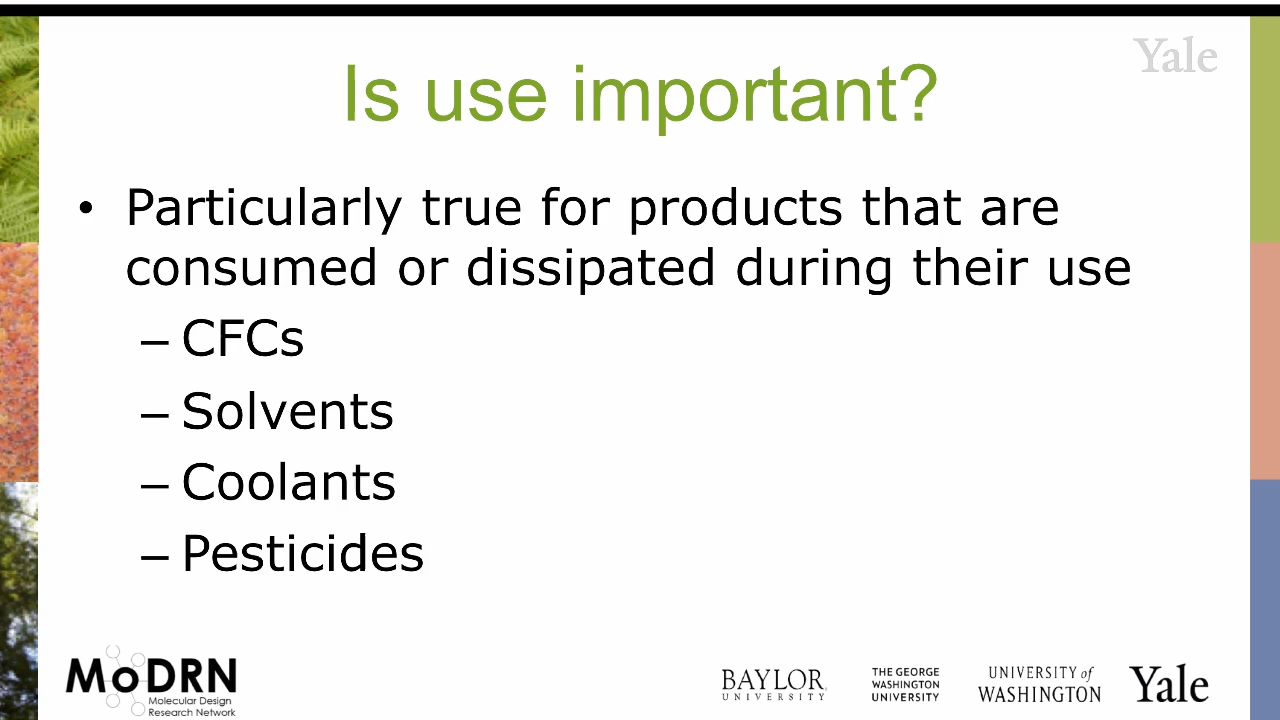 Yale
Is use important?
• Particularly true for products that are
consumed or dissipated during their use
– CFCs
– Solvents
– Coolants
– Pesticides
MoDRN
Molecular Design
Research Network
BAYLOR
UNIVERSITY
THE GEORGE
WASHINGTON
UNIVERSITY
UNIVERSITY of
WASHINGTON
Yale